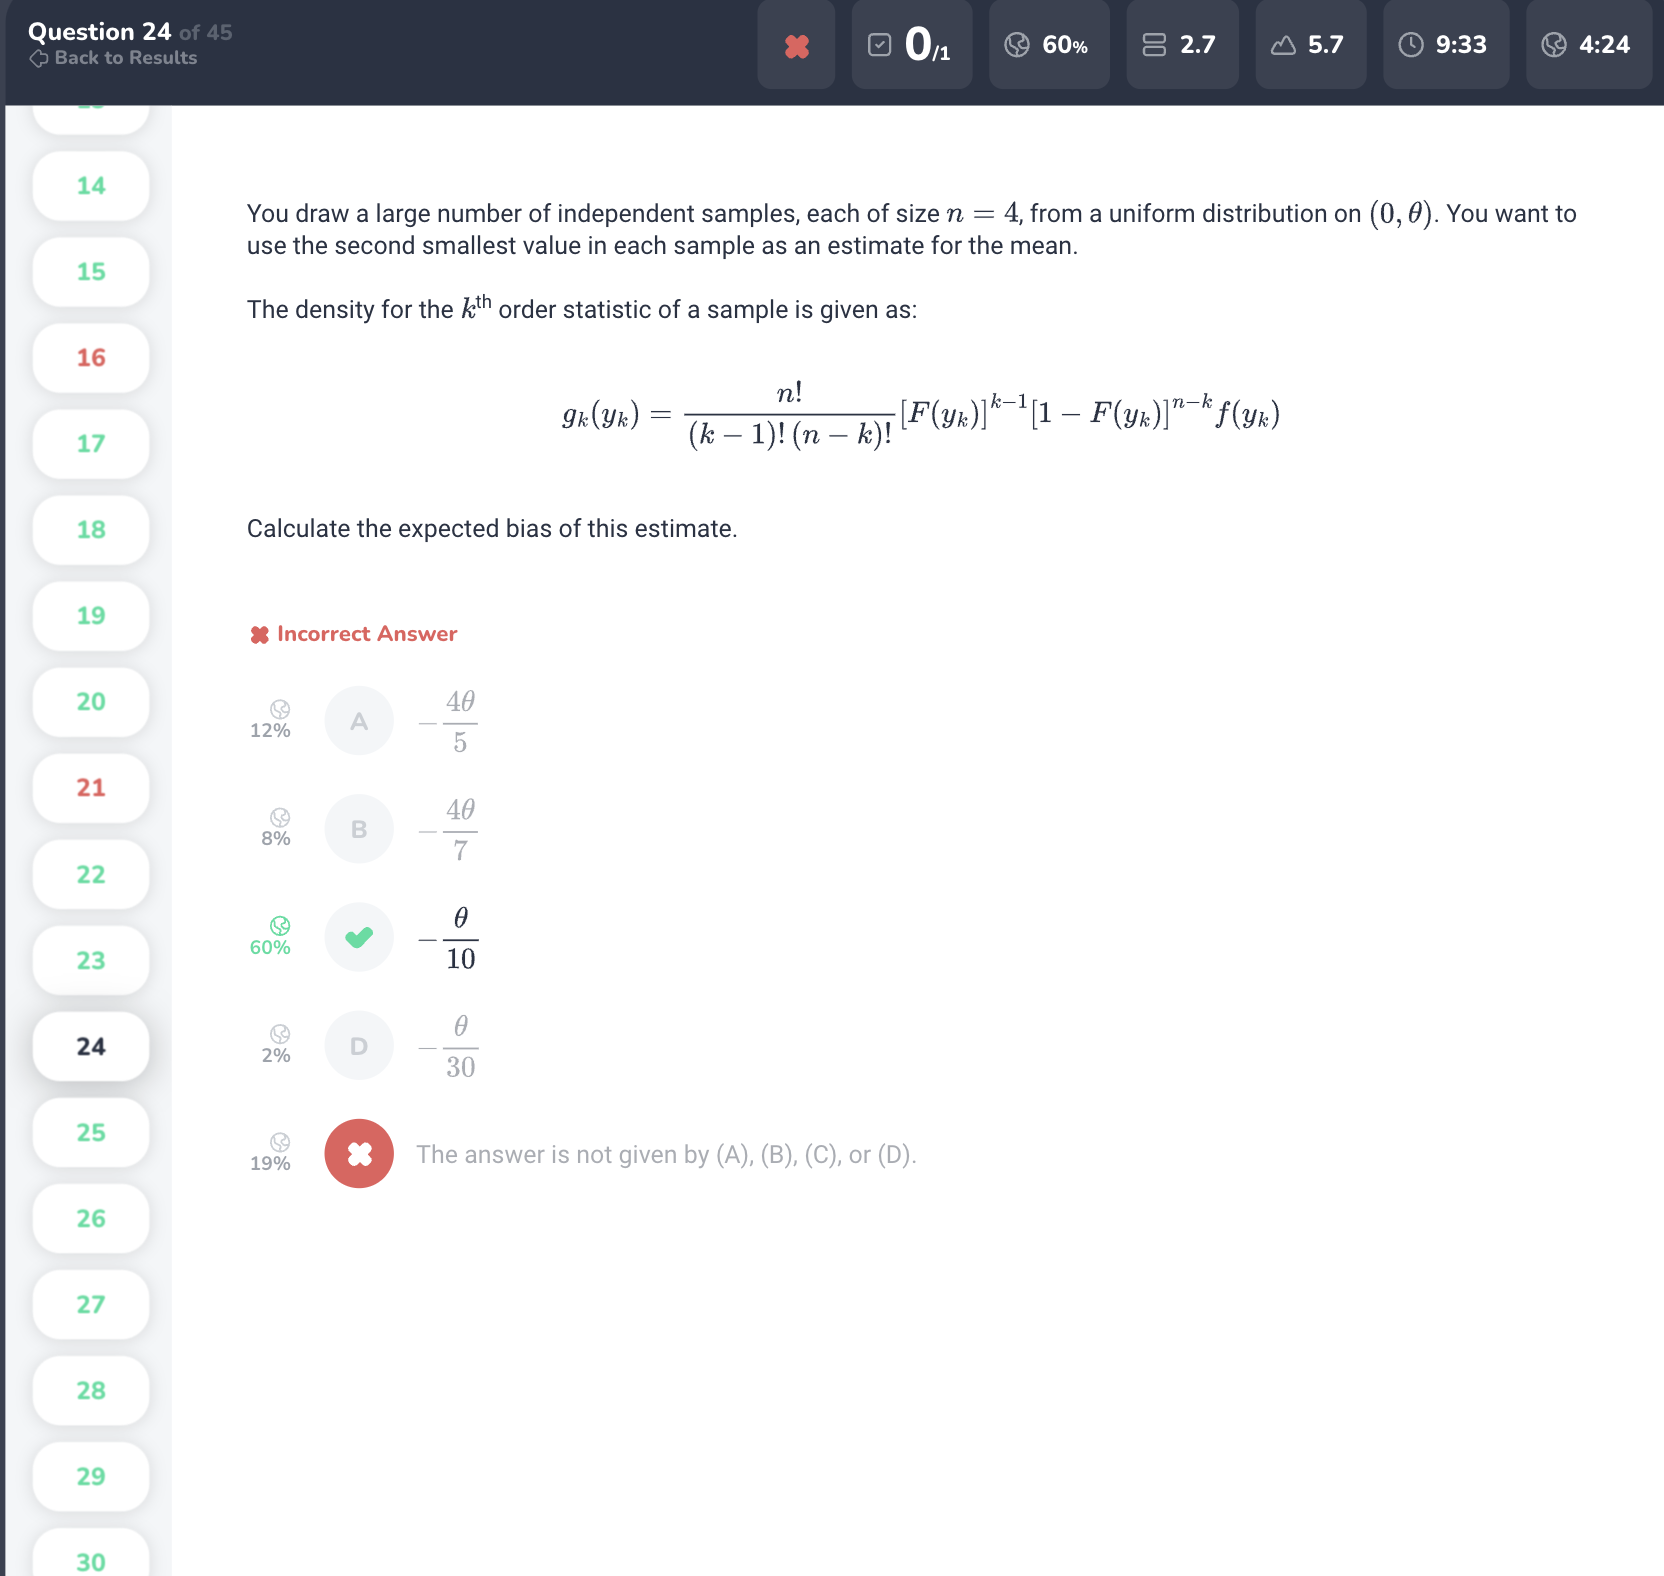 Question 24 of 45
Back to Results
0/1
60%
2.7
5.7
9:33
4:24
14
15
16
17
18
19
20
21
22
23
24
25
26
27
28
29
30
You draw a large number of independent samples, each of size n = 4, from a uniform distribution on (0, θ). You want to
use the second smallest value in each sample as an estimate for the mean.
The density for the kᵗʰ order statistic of a sample is given as:
gₖ(yₖ) = n! / ((k − 1)! (n − k)!) [F(yₖ)]ᵏ⁻¹[1 − F(yₖ)]ⁿ⁻ᵏ f(yₖ)
Calculate the expected bias of this estimate.
Incorrect Answer
12% A −4θ/5
8% B −4θ/7
60% −θ/10
2% D −θ/30
19% The answer is not given by (A), (B), (C), or (D).